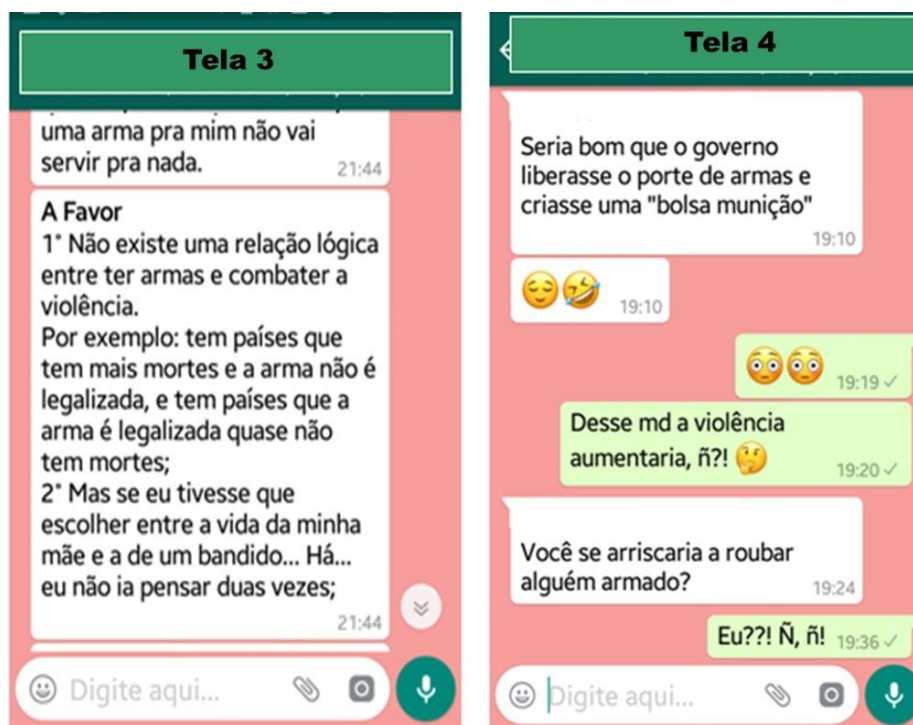 Tela 3
uma arma pra mim não vai
servir pra nada.
21:44
A Favor
1° Não existe uma relação lógica
entre ter armas e combater a
violência.
Por exemplo: tem países que
tem mais mortes e a arma não é
legalizada, e tem países que a
arma é legalizada quase não
tem mortes;
2° Mas se eu tivesse que
escolher entre a vida da minha
mãe e a de um bandido... Há...
eu não ia pensar duas vezes;
21:44
Digite aqui...
Tela 4
Seria bom que o governo
liberasse o porte de armas e
criasse uma "bolsa munição"
19:10
19:10
19:19
Desse md a violência
aumentaria, ñ?!
19:20
Você se arriscaria a roubar
alguém armado?
19:24
Eu??! Ñ, ñ! 19:36
Digite aqui...